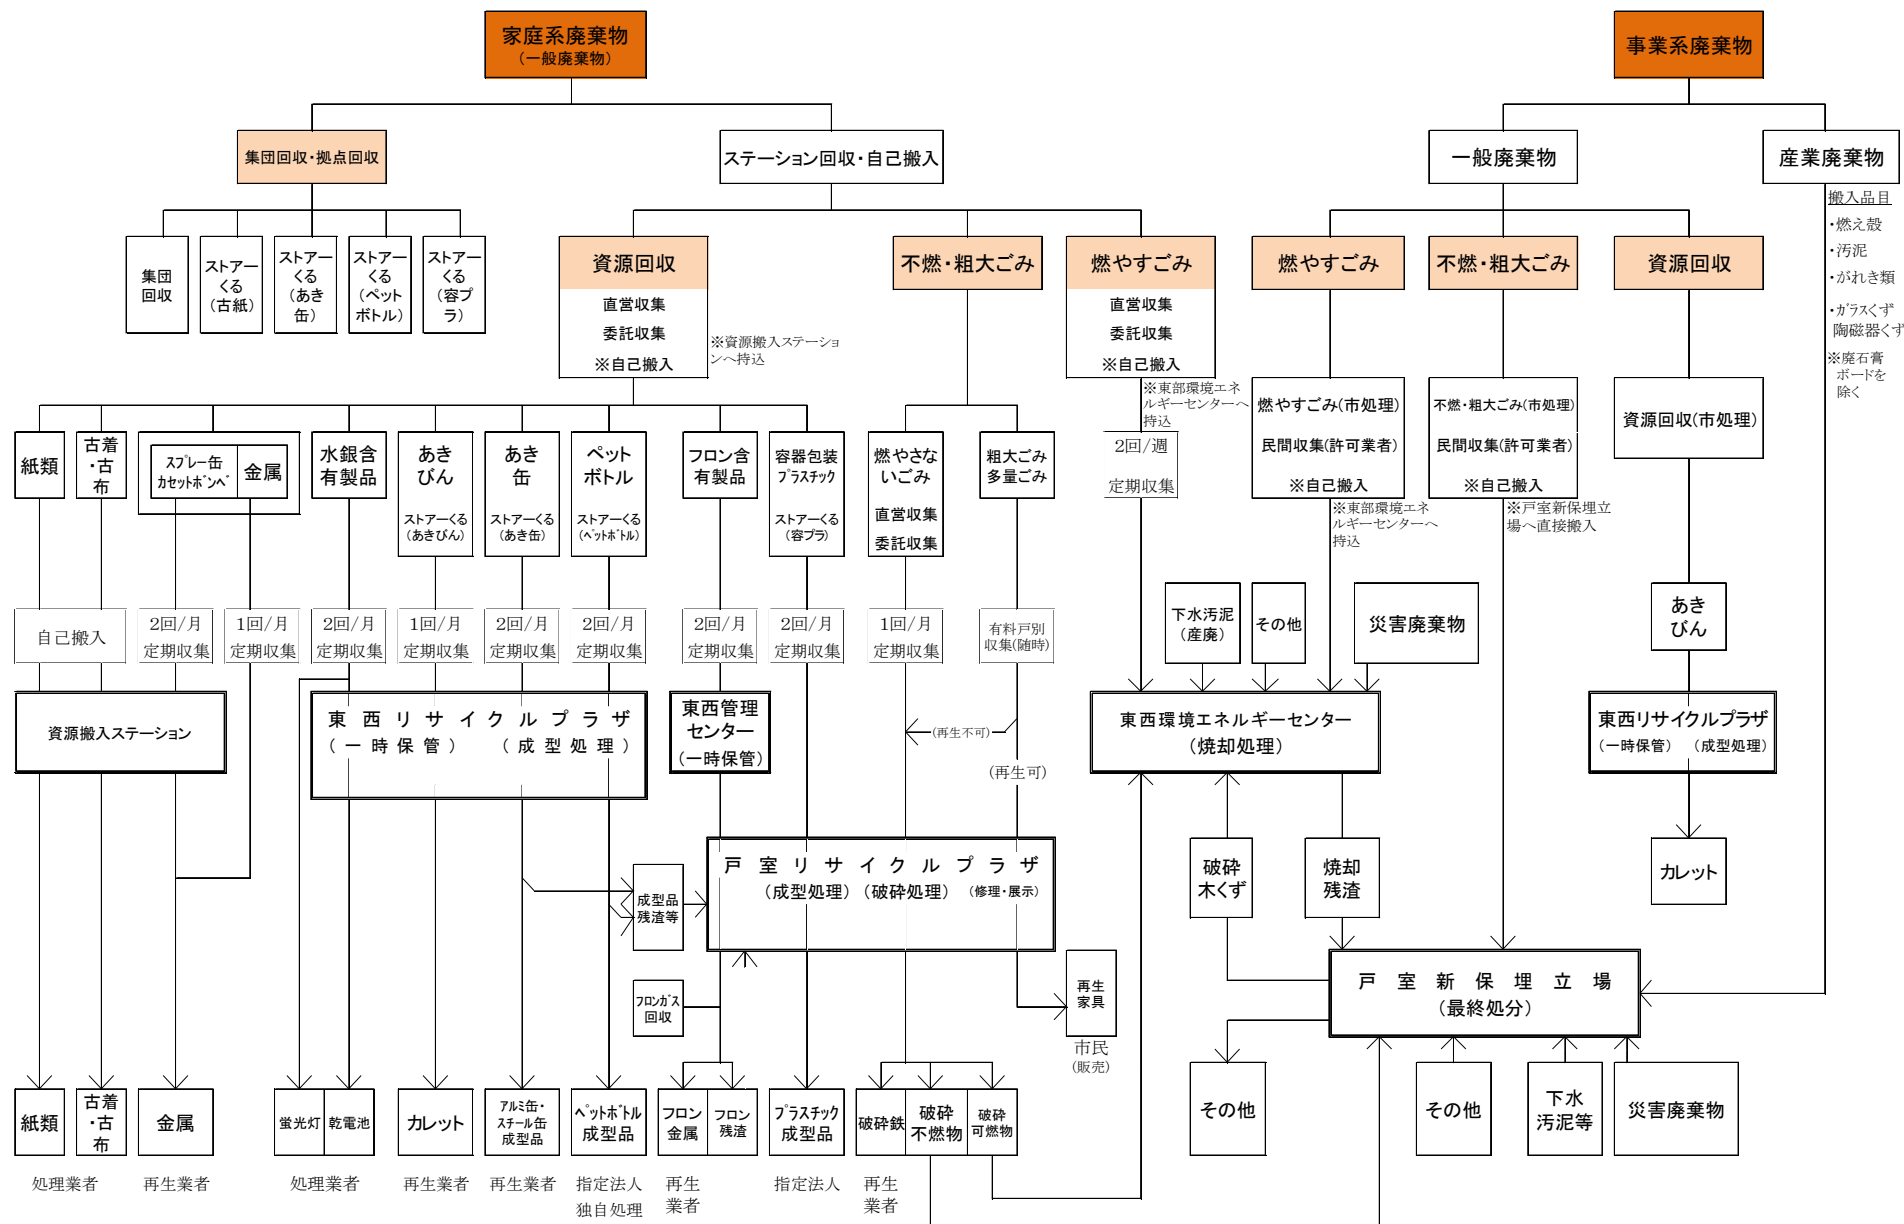 家庭系廃棄物
(一般廃棄物)
事業系廃棄物
集団回収・拠点回収
ステーション回収・自己搬入
一般廃棄物
産業廃棄物
搬入品目
・燃え殻
・汚泥
・がれき類
・ガラスくず
陶磁器くず
※廃石膏
ボードを
除く
集団
回収
ストアー
くる
(古紙)
ストアー
くる
(あき
缶)
ストアー
くる
(ペット
ボトル)
ストアー
くる
(容プ
ラ)
資源回収
直営収集
委託収集
※自己搬入
※資源搬入ステーショ
ンへ持込
不燃・粗大ごみ
燃やすごみ
直営収集
委託収集
※自己搬入
※東部環境エネ
ルギーセンターへ
持込
燃やすごみ
不燃・粗大ごみ
資源回収
燃やすごみ(市処理)
民間収集(許可業者)
※自己搬入
※東部環境エネ
ルギーセンターへ
持込
不燃・粗大ごみ(市処理)
民間収集(許可業者)
※自己搬入
※戸室新保埋立
場へ直接搬入
資源回収(市処理)
紙類
古着
・古
布
スプレー缶
カセットボンベ
金属
水銀含
有製品
あき
びん
ストアーくる
(あきびん)
あき
缶
ストアーくる
(あき缶)
ペット
ボトル
ストアーくる
(ペットボトル)
フロン含
有製品
容器包装
プラスチック
ストアーくる
(容プラ)
燃やさな
いごみ
直営収集
委託収集
粗大ごみ
多量ごみ
2回/週
定期収集
自己搬入
2回/月
定期収集
1回/月
定期収集
2回/月
定期収集
1回/月
定期収集
2回/月
定期収集
2回/月
定期収集
2回/月
定期収集
2回/月
定期収集
1回/月
定期収集
有料戸別
収集(随時)
下水汚泥
(産廃)
その他
災害廃棄物
あき
びん
資源搬入ステーション
東西リサイクルプラザ
(一時保管) (成型処理)
東西管理
センター
(一時保管)
(再生不可)
(再生可)
東西環境エネルギーセンター
(焼却処理)
東西リサイクルプラザ
(一時保管) (成型処理)
戸室リサイクルプラザ
(成型処理)(破砕処理) (修理・展示)
成型品
残渣等
破砕
木くず
焼却
残渣
カレット
フロンガス
回収
再生
家具
市民
(販売)
戸室新保埋立場
(最終処分)
紙類
古着
・古
布
金属
蛍光灯
乾電池
カレット
アルミ缶・
スチール缶
成型品
ペットボトル
成型品
フロン
金属
フロン
残渣
プラスチック
成型品
破砕鉄
破砕
不燃物
破砕
可燃物
その他
その他
下水
汚泥等
災害廃棄物
処理業者
再生業者
処理業者
再生業者
再生業者
指定法人
独自処理
再生
業者
指定法人
再生
業者